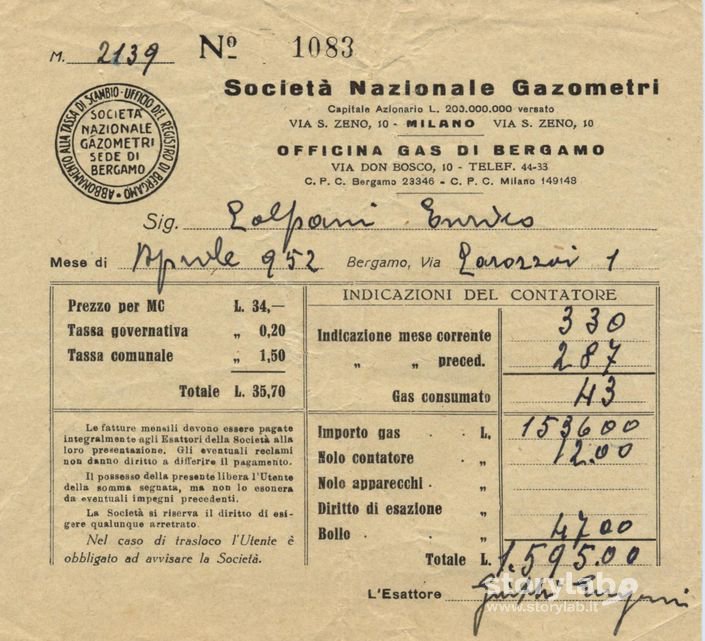 M. 2139 Nº 1083
Società Nazionale Gazometri
Capitale Azionario L. 200.000.000 versato
VIA S. ZENO, 10 - MILANO VIA S. ZENO, 10
OFFICINA GAS DI BERGAMO
VIA DON BOSCO, 10 - TELEF. 44-33
C. P. C. Bergamo 23346 - C. P. C. Milano 149148
ABBONAMENTO ALLA TASSA DI SCAMBIO - UFFICIO DEL REGISTRO DI BERGAMO
SOCIETÀ
NAZIONALE
GAZOMETRI
SEDE DI
BERGAMO
Sig. Enrico
Mese di Aprile 952 Bergamo, Via 1
Prezzo per MC L. 34,—
Tassa governativa „ 0,20
Tassa comunale „ 1,50
Totale L. 35,70
Le fatture mensili devono essere pagate
integralmente agli Esattori della Società alla
loro presentazione. Gli eventuali reclami
non danno diritto a differire il pagamento.
Il possesso della presente libera l'Utente
della somma segnata, ma non lo esonera
da eventuali impegni precedenti.
La Società si riserva il diritto di esi-
gere qualunque arretrato.
Nel caso di trasloco l'Utente è
obbligato ad avvisare la Società.
INDICAZIONI DEL CONTATORE
Indicazione mese corrente 330
„ „ preced. 287
Gas consumato 43
Importo gas . . L. 153600
Nolo contatore . „ 12.00
Nolo apparecchi . „
Diritto di esazione „
Bollo . . „ 4700
Totale L. 1.595.00
L'Esattore
storylab
www.storylab.it